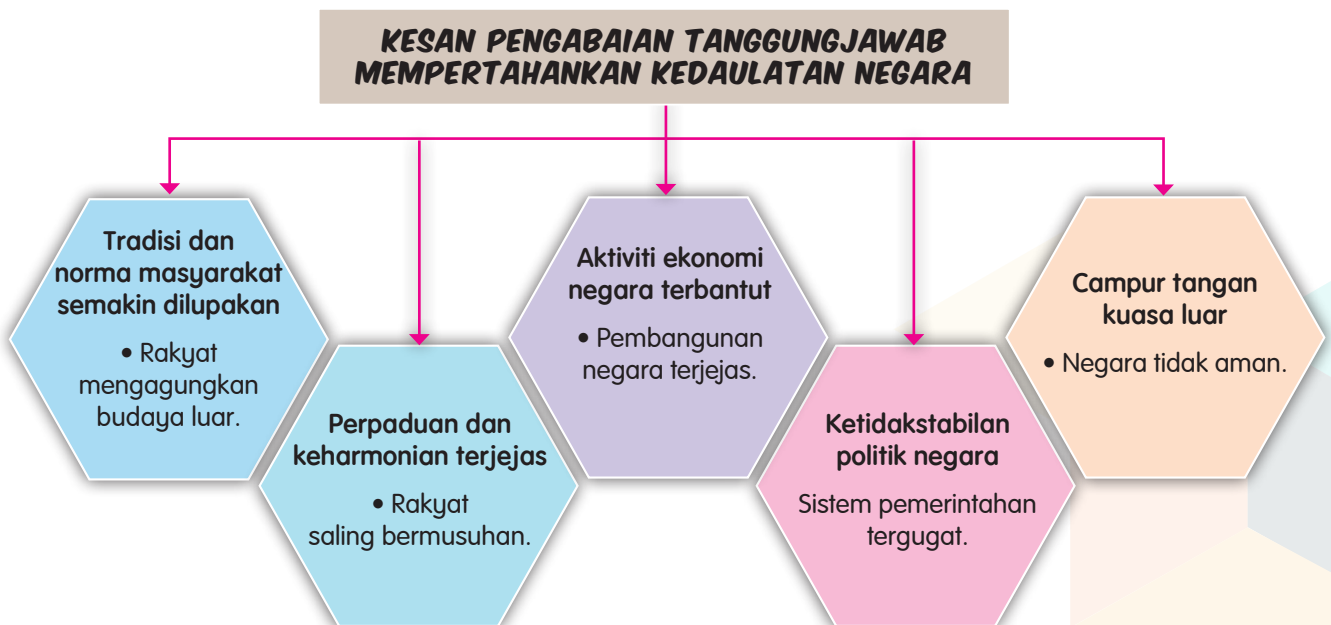 KESAN PENGABAIAN TANGGUNGJAWAB
MEMPERTAHANKAN KEDAULATAN NEGARA
Tradisi dan
norma masyarakat
semakin dilupakan
• Rakyat
mengagungkan
budaya luar.
Perpaduan dan
keharmonian terjejas
• Rakyat
saling bermusuhan.
Aktiviti ekonomi
negara terbantut
• Pembangunan
negara terjejas.
Ketidakstabilan
politik negara
Sistem pemerintahan
tergugat.
Campur tangan
kuasa luar
• Negara tidak aman.